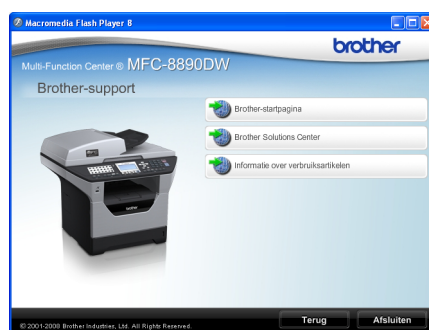 Macromedia Flash Player 8
brother
Multi-Function Center ® MFC-8890DW
Brother-support
Brother-startpagina
Brother Solutions Center
Informatie over verbruiksartikelen
brother
Terug
Afsluiten
© 2001-2008 Brother Industries, Ltd. All Rights Reserved.